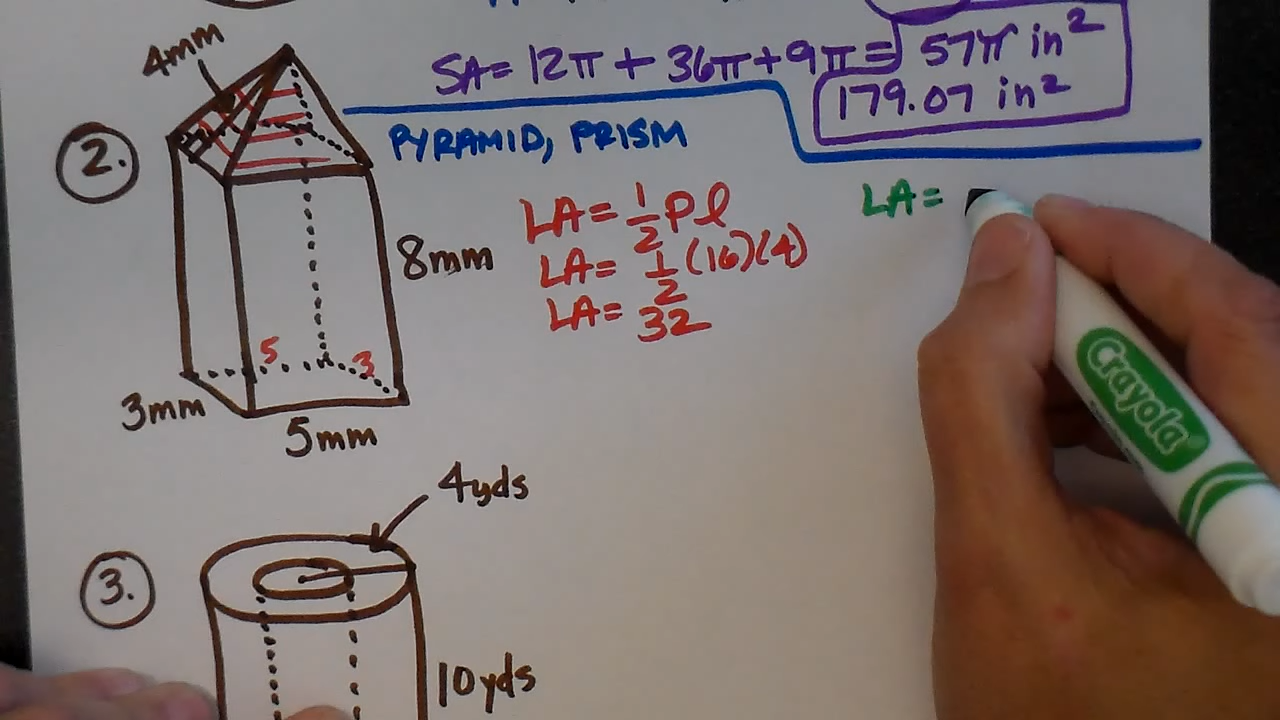 SA = 12π + 36π + 9π = 57π in²
179.07 in²
4mm
2.
PYRAMID, PRISM
LA = 1/2 P l
LA = 1/2 (16)(4)
LA = 32
LA =
8mm
5
3
3mm
5mm
4yds
3.
10yds
Crayola